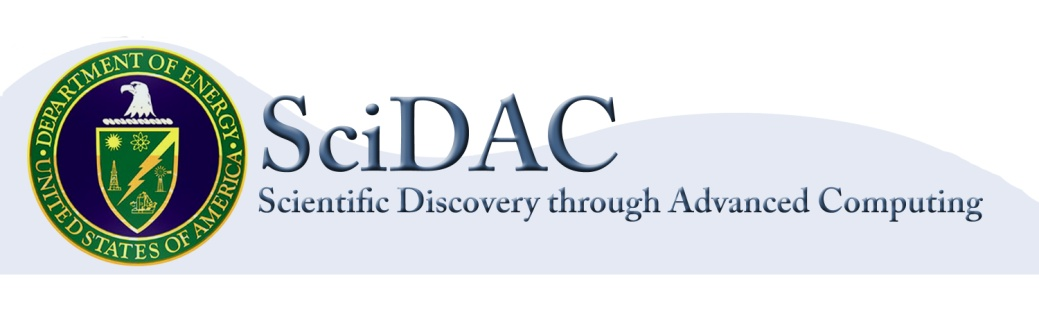 DEPARTMENT OF ENERGY
UNITED STATES OF AMERICA
SciDAC
Scientific Discovery through Advanced Computing